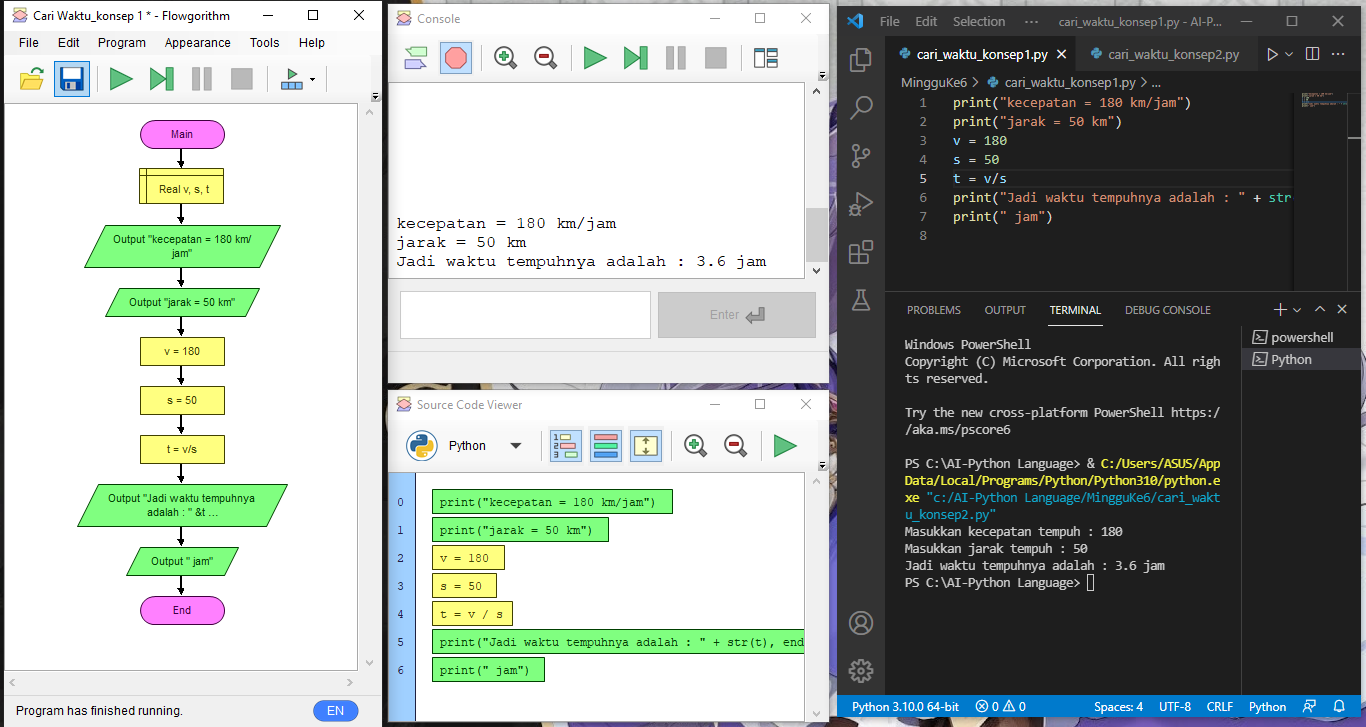 Cari Waktu_konsep 1 * - Flowgorithm
File Edit Program Appearance Tools Help
Main
Real v, s, t
Output "kecepatan = 180 km/
jam"
Output "jarak = 50 km"
v = 180
s = 50
t = v/s
Output "Jadi waktu tempuhnya
adalah : " &t ...
Output " jam"
End
Program has finished running.
EN
Console
kecepatan = 180 km/jam
jarak = 50 km
Jadi waktu tempuhnya adalah : 3.6 jam
Enter
Source Code Viewer
Python
1
2
3
0 print("kecepatan = 180 km/jam")
1 print("jarak = 50 km")
2 v = 180
3 s = 50
4 t = v / s
5 print("Jadi waktu tempuhnya adalah : " + str(t), end
6 print(" jam")
File Edit Selection ··· cari_waktu_konsep1.py - AI-P...
cari_waktu_konsep1.py cari_waktu_konsep2.py
MingguKe6 > cari_waktu_konsep1.py > ...
1 print("kecepatan = 180 km/jam")
2 print("jarak = 50 km")
3 v = 180
4 s = 50
5 t = v/s
6 print("Jadi waktu tempuhnya adalah : " + str
7 print(" jam")
8
PROBLEMS OUTPUT TERMINAL DEBUG CONSOLE
powershell
Python
Windows PowerShell
Copyright (C) Microsoft Corporation. All righ
ts reserved.
Try the new cross-platform PowerShell https:/
/aka.ms/pscore6
PS C:\AI-Python Language> & C:/Users/ASUS/App
Data/Local/Programs/Python/Python310/python.e
xe "c:/AI-Python Language/MingguKe6/cari_wakt
u_konsep2.py"
Masukkan kecepatan tempuh : 180
Masukkan jarak tempuh : 50
Jadi waktu tempuhnya adalah : 3.6 jam
PS C:\AI-Python Language>
Python 3.10.0 64-bit 0 0 Spaces: 4 UTF-8 CRLF Python